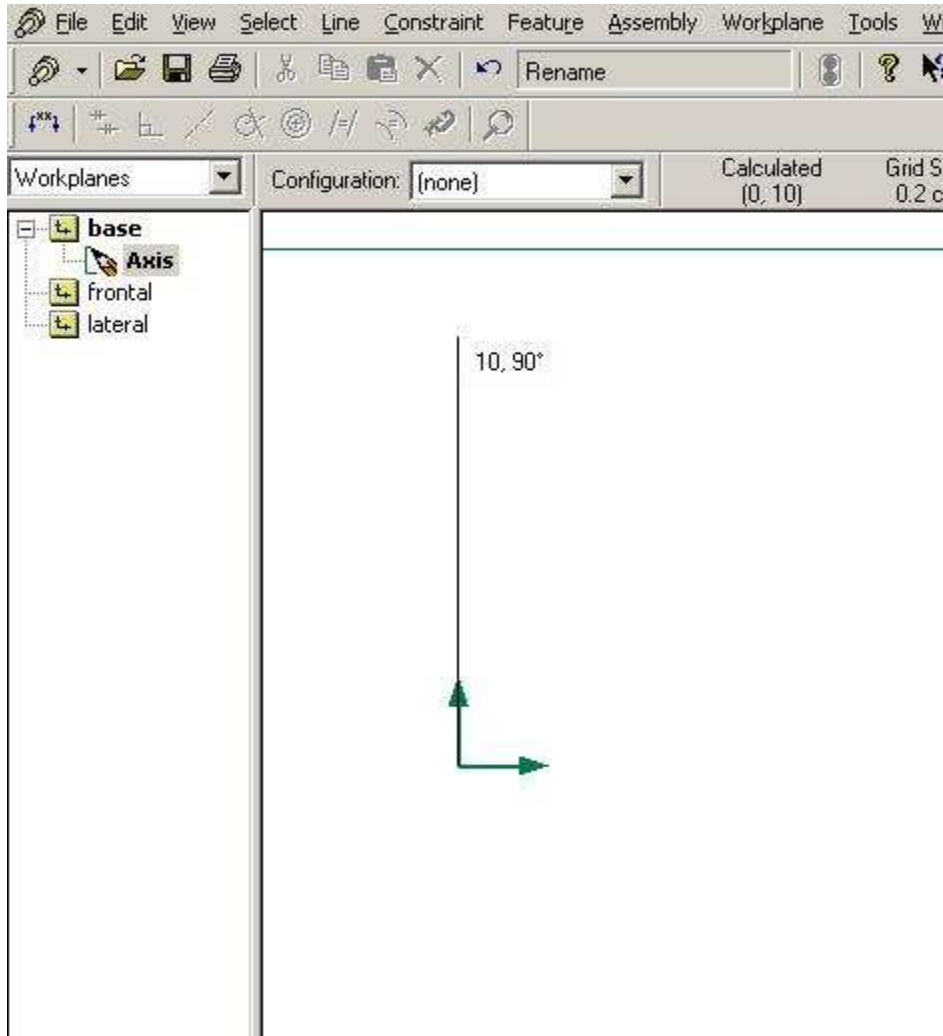 File Edit View Select Line Constraint Feature Assembly Workplane Tools
Rename
Workplanes Configuration: (none) Calculated (0, 10) Grid S 0.2 c
base
Axis
frontal
lateral
10, 90°